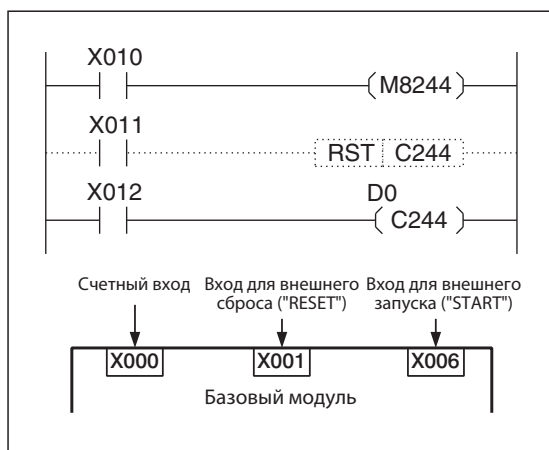 X010
M8244
X011
RST C244
X012
D0
C244
Счетный вход
Вход для внешнего
сброса ("RESET")
Вход для внешнего
запуска ("START")
X000
X001
X006
Базовый модуль